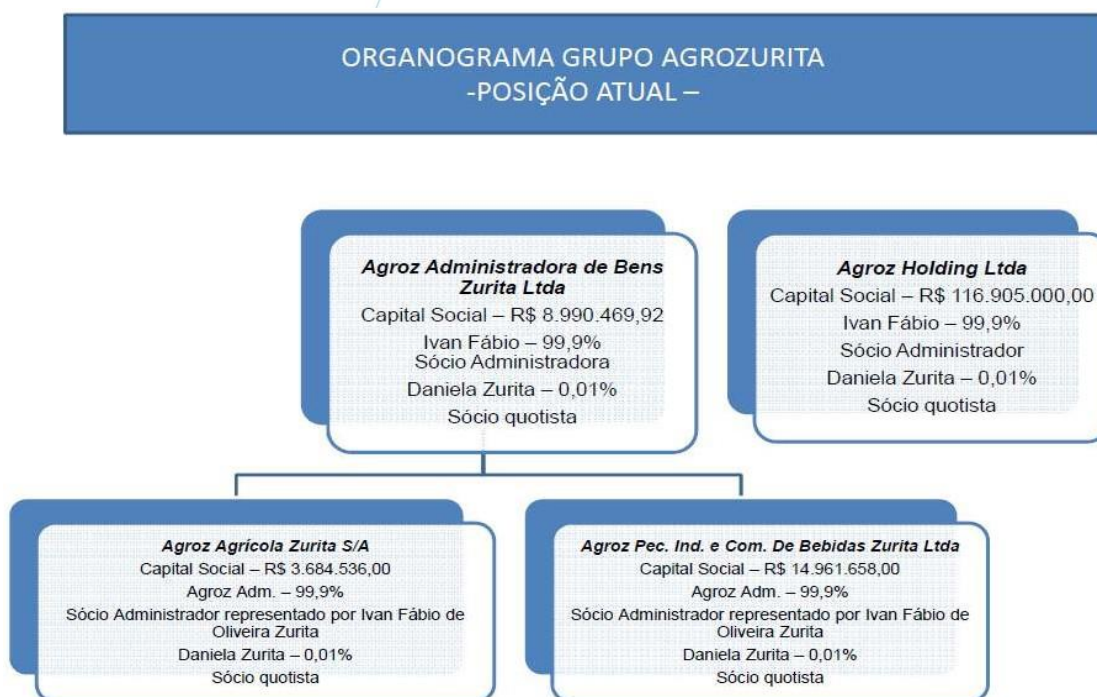 ORGANOGRAMA GRUPO AGROZURITA
-POSIÇÃO ATUAL –
Agroz Administradora de Bens
Zurita Ltda
Capital Social – R$ 8.990.469,92
Ivan Fábio – 99,9%
Sócio Administradora
Daniela Zurita – 0,01%
Sócio quotista
Agroz Holding Ltda
Capital Social – R$ 116.905.000,00
Ivan Fábio – 99,9%
Sócio Administrador
Daniela Zurita – 0,01%
Sócio quotista
Agroz Agrícola Zurita S/A
Capital Social – R$ 3.684.536,00
Agroz Adm. – 99,9%
Sócio Administrador representado por Ivan Fábio de
Oliveira Zurita
Daniela Zurita – 0,01%
Sócio quotista
Agroz Pec. Ind. e Com. De Bebidas Zurita Ltda
Capital Social – R$ 14.961.658,00
Agroz Adm. – 99,9%
Sócio Administrador representado por Ivan Fábio de
Oliveira Zurita
Daniela Zurita – 0,01%
Sócio quotista